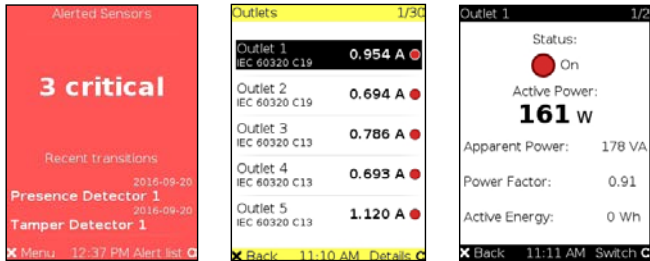 Alerted Sensors
3 critical
Recent transitions
2016-09-20
Presence Detector 1
2016-09-20
Tamper Detector 1
Menu 12:37 PM Alert list
Outlets 1/30
Outlet 1
IEC 60320 C19
0.954 A
Outlet 2
IEC 60320 C19
0.694 A
Outlet 3
IEC 60320 C13
0.786 A
Outlet 4
IEC 60320 C13
0.693 A
Outlet 5
IEC 60320 C13
1.120 A
Back 11:10 AM Details
Outlet 1 1/2
Status:
On
Active Power:
161 W
Apparent Power: 178 VA
Power Factor: 0.91
Active Energy: 0 Wh
Back 11:11 AM Switch